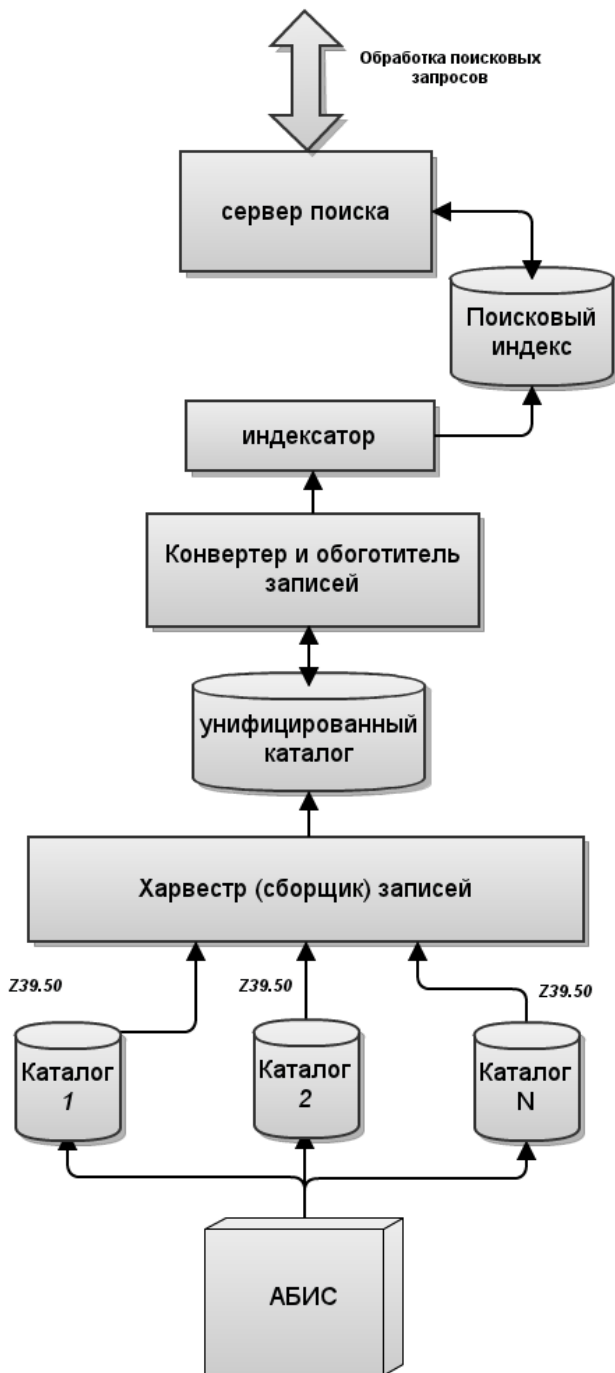 Обработка поисковых
запросов
сервер поиска
Поисковый
индекс
индексатор
Конвертер и обоготитель
записей
унифицированный
каталог
Харвестр (сборщик) записей
Z39.50
Z39.50
Z39.50
Каталог
1
Каталог
2
Каталог
N
АБИС